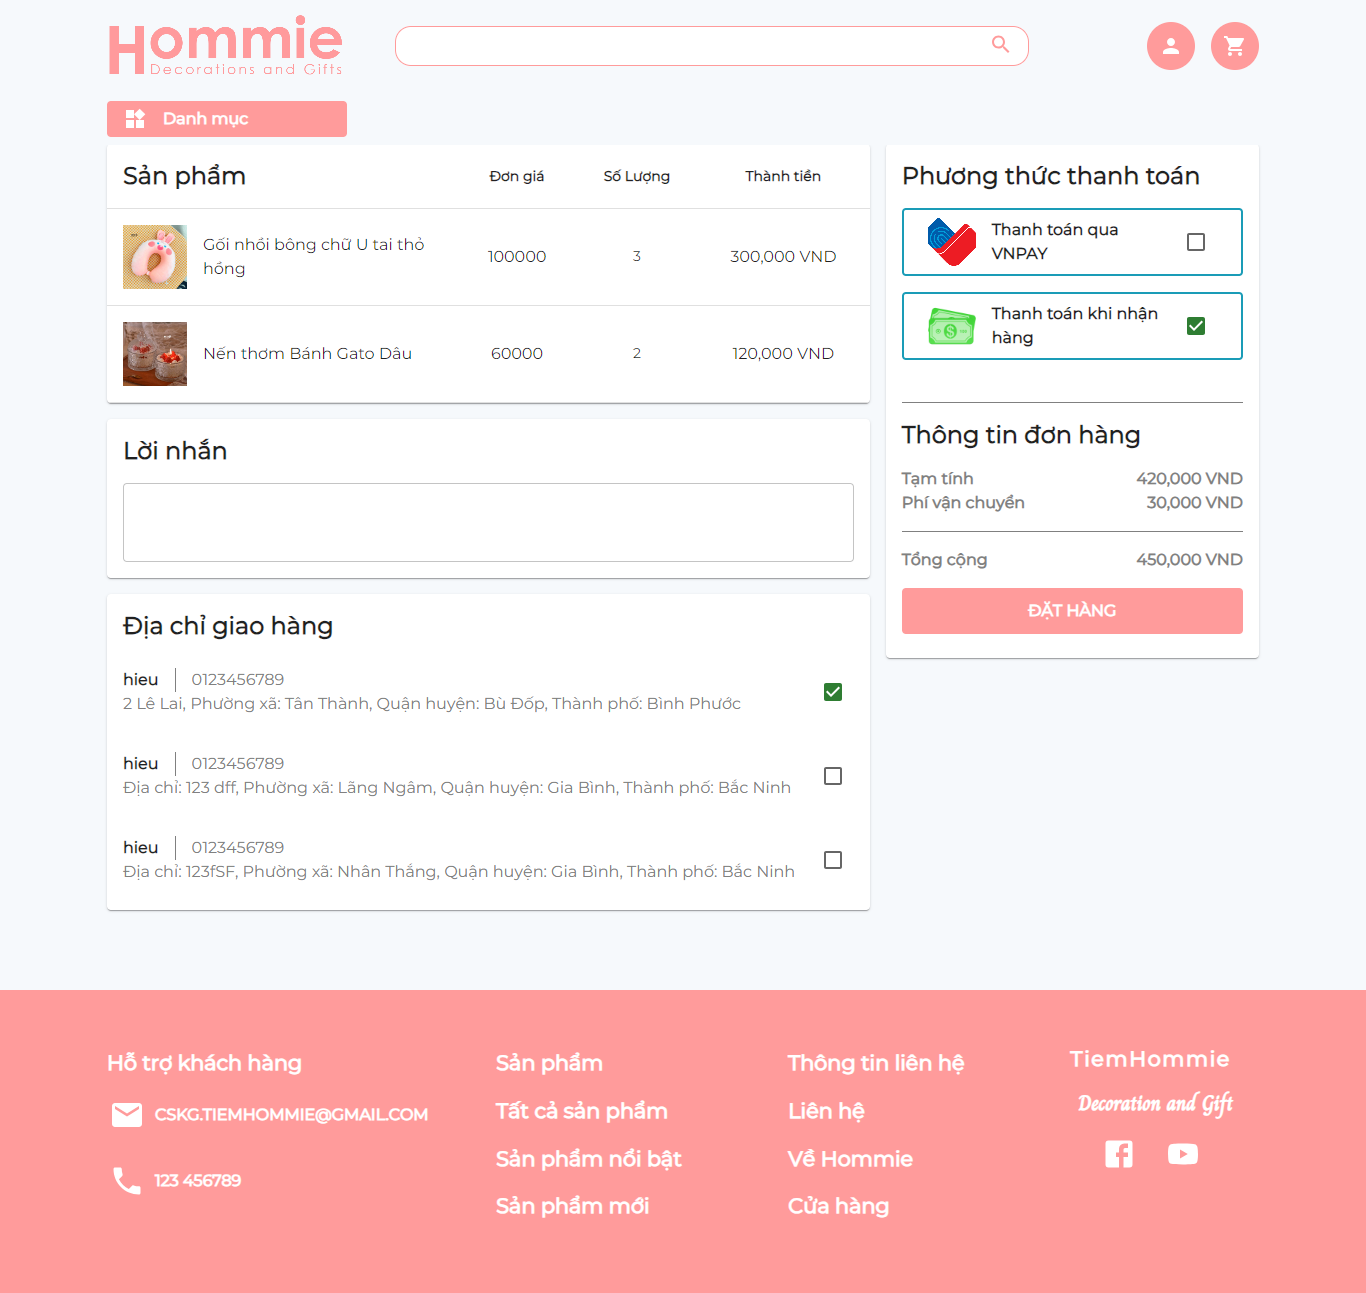 Hommie
Decorations and Gifts
Danh mục
Sản phẩm Đơn giá Số Lượng Thành tiền
Gối nhồi bông chữ U tai thỏ
hồng
100000 3 300,000 VND
Nến thơm Bánh Gato Dâu 60000 2 120,000 VND
Lời nhắn
Địa chỉ giao hàng
hieu 0123456789
2 Lê Lai, Phường xã: Tân Thành, Quận huyện: Bù Đốp, Thành phố: Bình Phước
hieu 0123456789
Địa chỉ: 123 dff, Phường xã: Lãng Ngâm, Quận huyện: Gia Bình, Thành phố: Bắc Ninh
hieu 0123456789
Địa chỉ: 123fSF, Phường xã: Nhân Thắng, Quận huyện: Gia Bình, Thành phố: Bắc Ninh
Phương thức thanh toán
Thanh toán qua
VNPAY
Thanh toán khi nhận
hàng
Thông tin đơn hàng
Tạm tính 420,000 VND
Phí vận chuyển 30,000 VND
Tổng cộng 450,000 VND
ĐẶT HÀNG
Hỗ trợ khách hàng
CSKG.TIEMHOMMIE@GMAIL.COM
123 456789
Sản phẩm
Tất cả sản phẩm
Sản phẩm nổi bật
Sản phẩm mới
Thông tin liên hệ
Liên hệ
Về Hommie
Cửa hàng
TiemHommie
Decoration and Gift